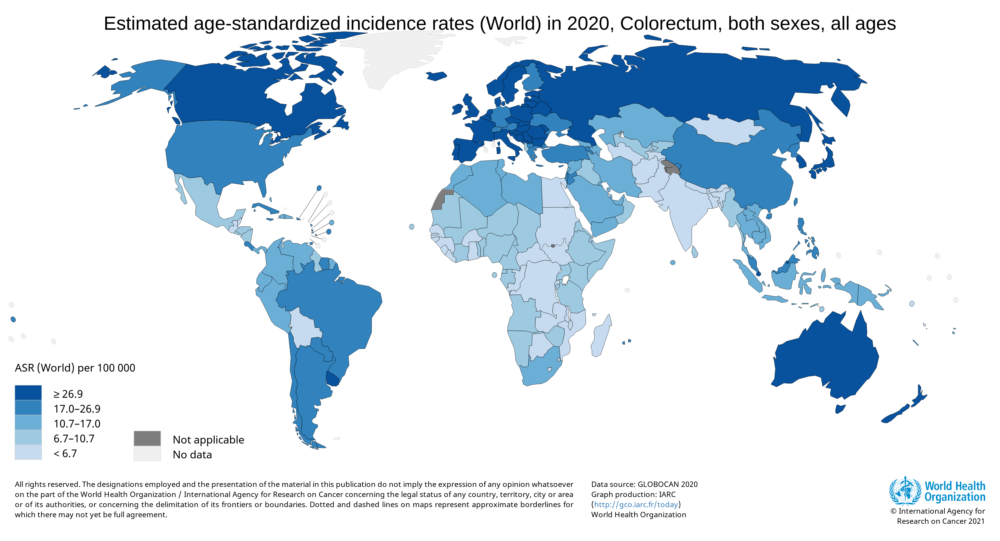 Estimated age-standardized incidence rates (World) in 2020, Colorectum, both sexes, all ages
ASR (World) per 100 000
≥ 26.9
17.0–26.9
10.7–17.0
6.7–10.7
< 6.7
Not applicable
No data
All rights reserved. The designations employed and the presentation of the material in this publication do not imply the expression of any opinion whatsoever
on the part of the World Health Organization / International Agency for Research on Cancer concerning the legal status of any country, territory, city or area
or of its authorities, or concerning the delimitation of its frontiers or boundaries. Dotted and dashed lines on maps represent approximate borderlines for
which there may not yet be full agreement.
Data source: GLOBOCAN 2020
Graph production: IARC
(http://gco.iarc.fr/today)
World Health Organization
World Health
Organization
© International Agency for
Research on Cancer 2021